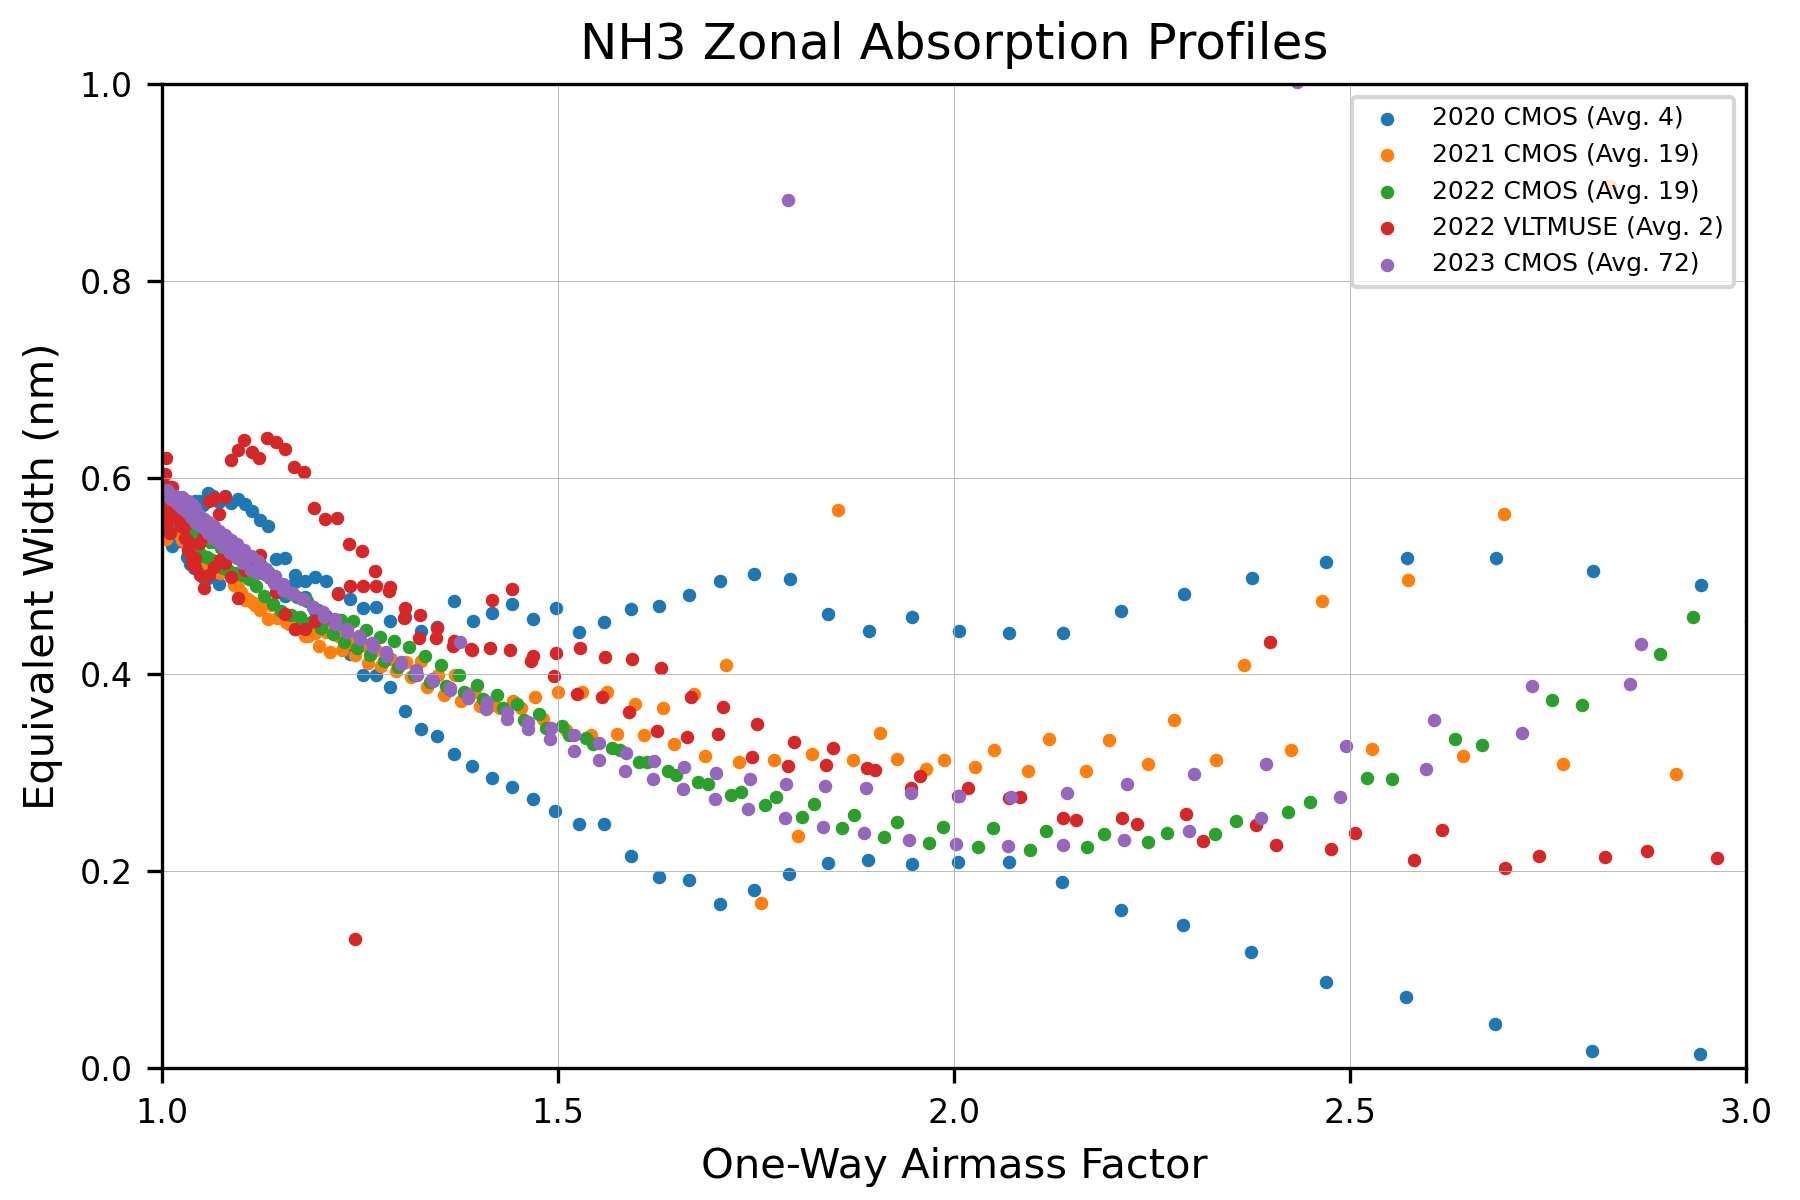 NH3 Zonal Absorption Profiles
1.0
0.8
0.6
0.4
0.2
0.0
Equivalent Width (nm)
2020 CMOS (Avg. 4)
2021 CMOS (Avg. 19)
2022 CMOS (Avg. 19)
2022 VLTMUSE (Avg. 2)
2023 CMOS (Avg. 72)
1.0 1.5 2.0 2.5 3.0
One-Way Airmass Factor